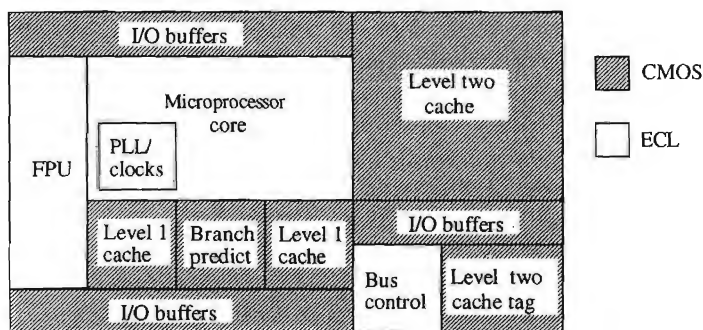 I/O buffers
Level two
cache
CMOS
Microprocessor
core
ECL
FPU
PLL/
clocks
Level 1
cache
Branch
predict
Level 1
cache
I/O buffers
Bus
control
Level two
cache tag
I/O buffers